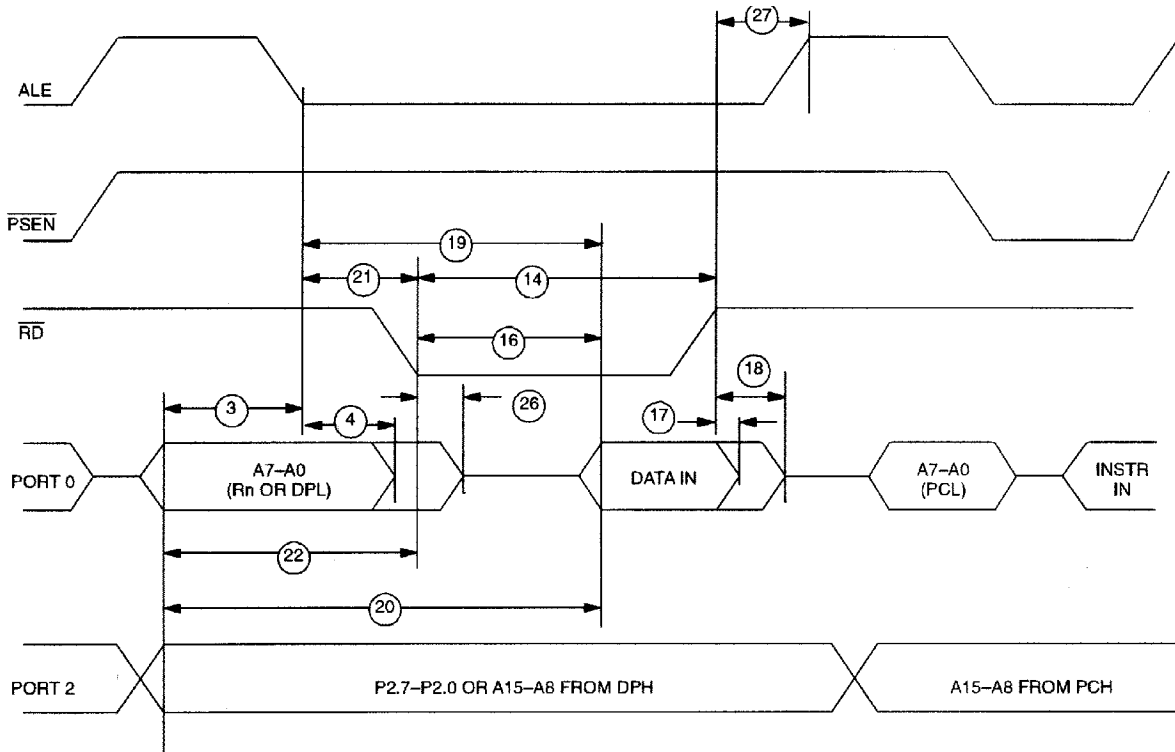 27
ALE
PSEN
19
21
14
RD
16
18
3
4
26
17
PORT 0
A7–A0
(Rn OR DPL)
DATA IN
A7–A0
(PCL)
INSTR
IN
22
20
PORT 2
P2.7–P2.0 OR A15–A8 FROM DPH
A15–A8 FROM PCH